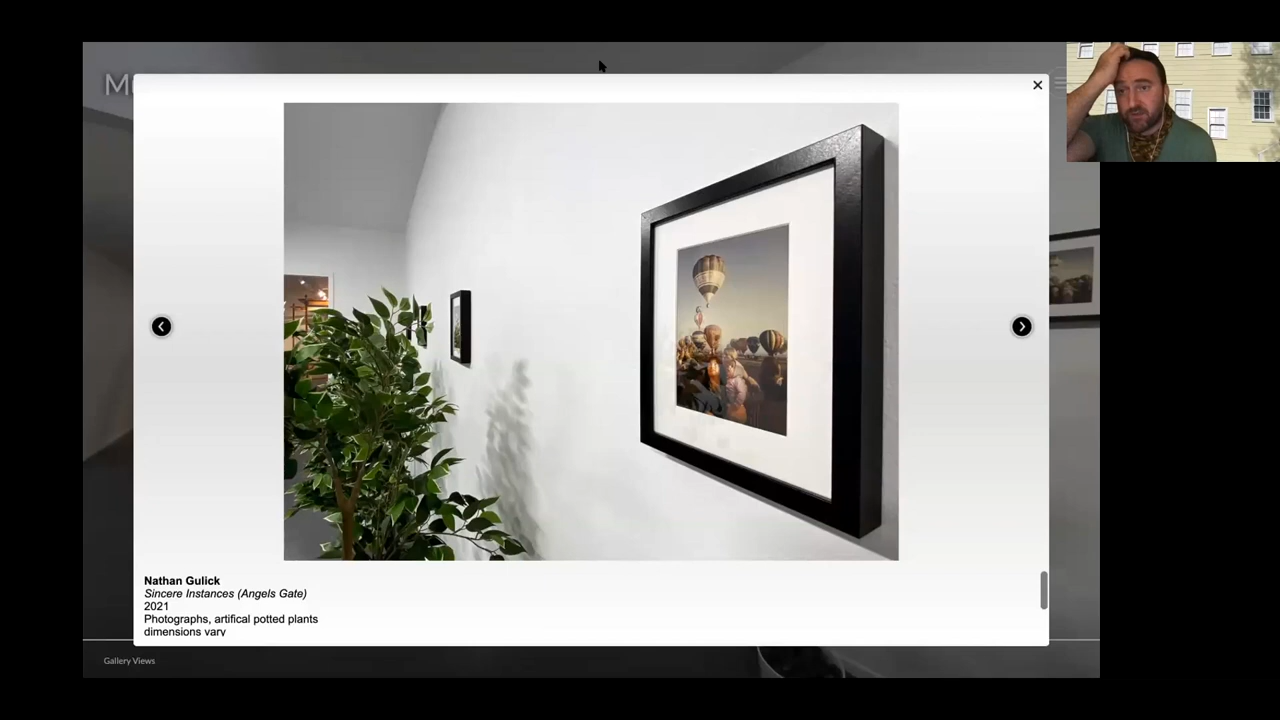 Nathan Gulick
Sincere Instances (Angels Gate)
2021
Photographs, artifical potted plants
dimensions vary
Gallery Views